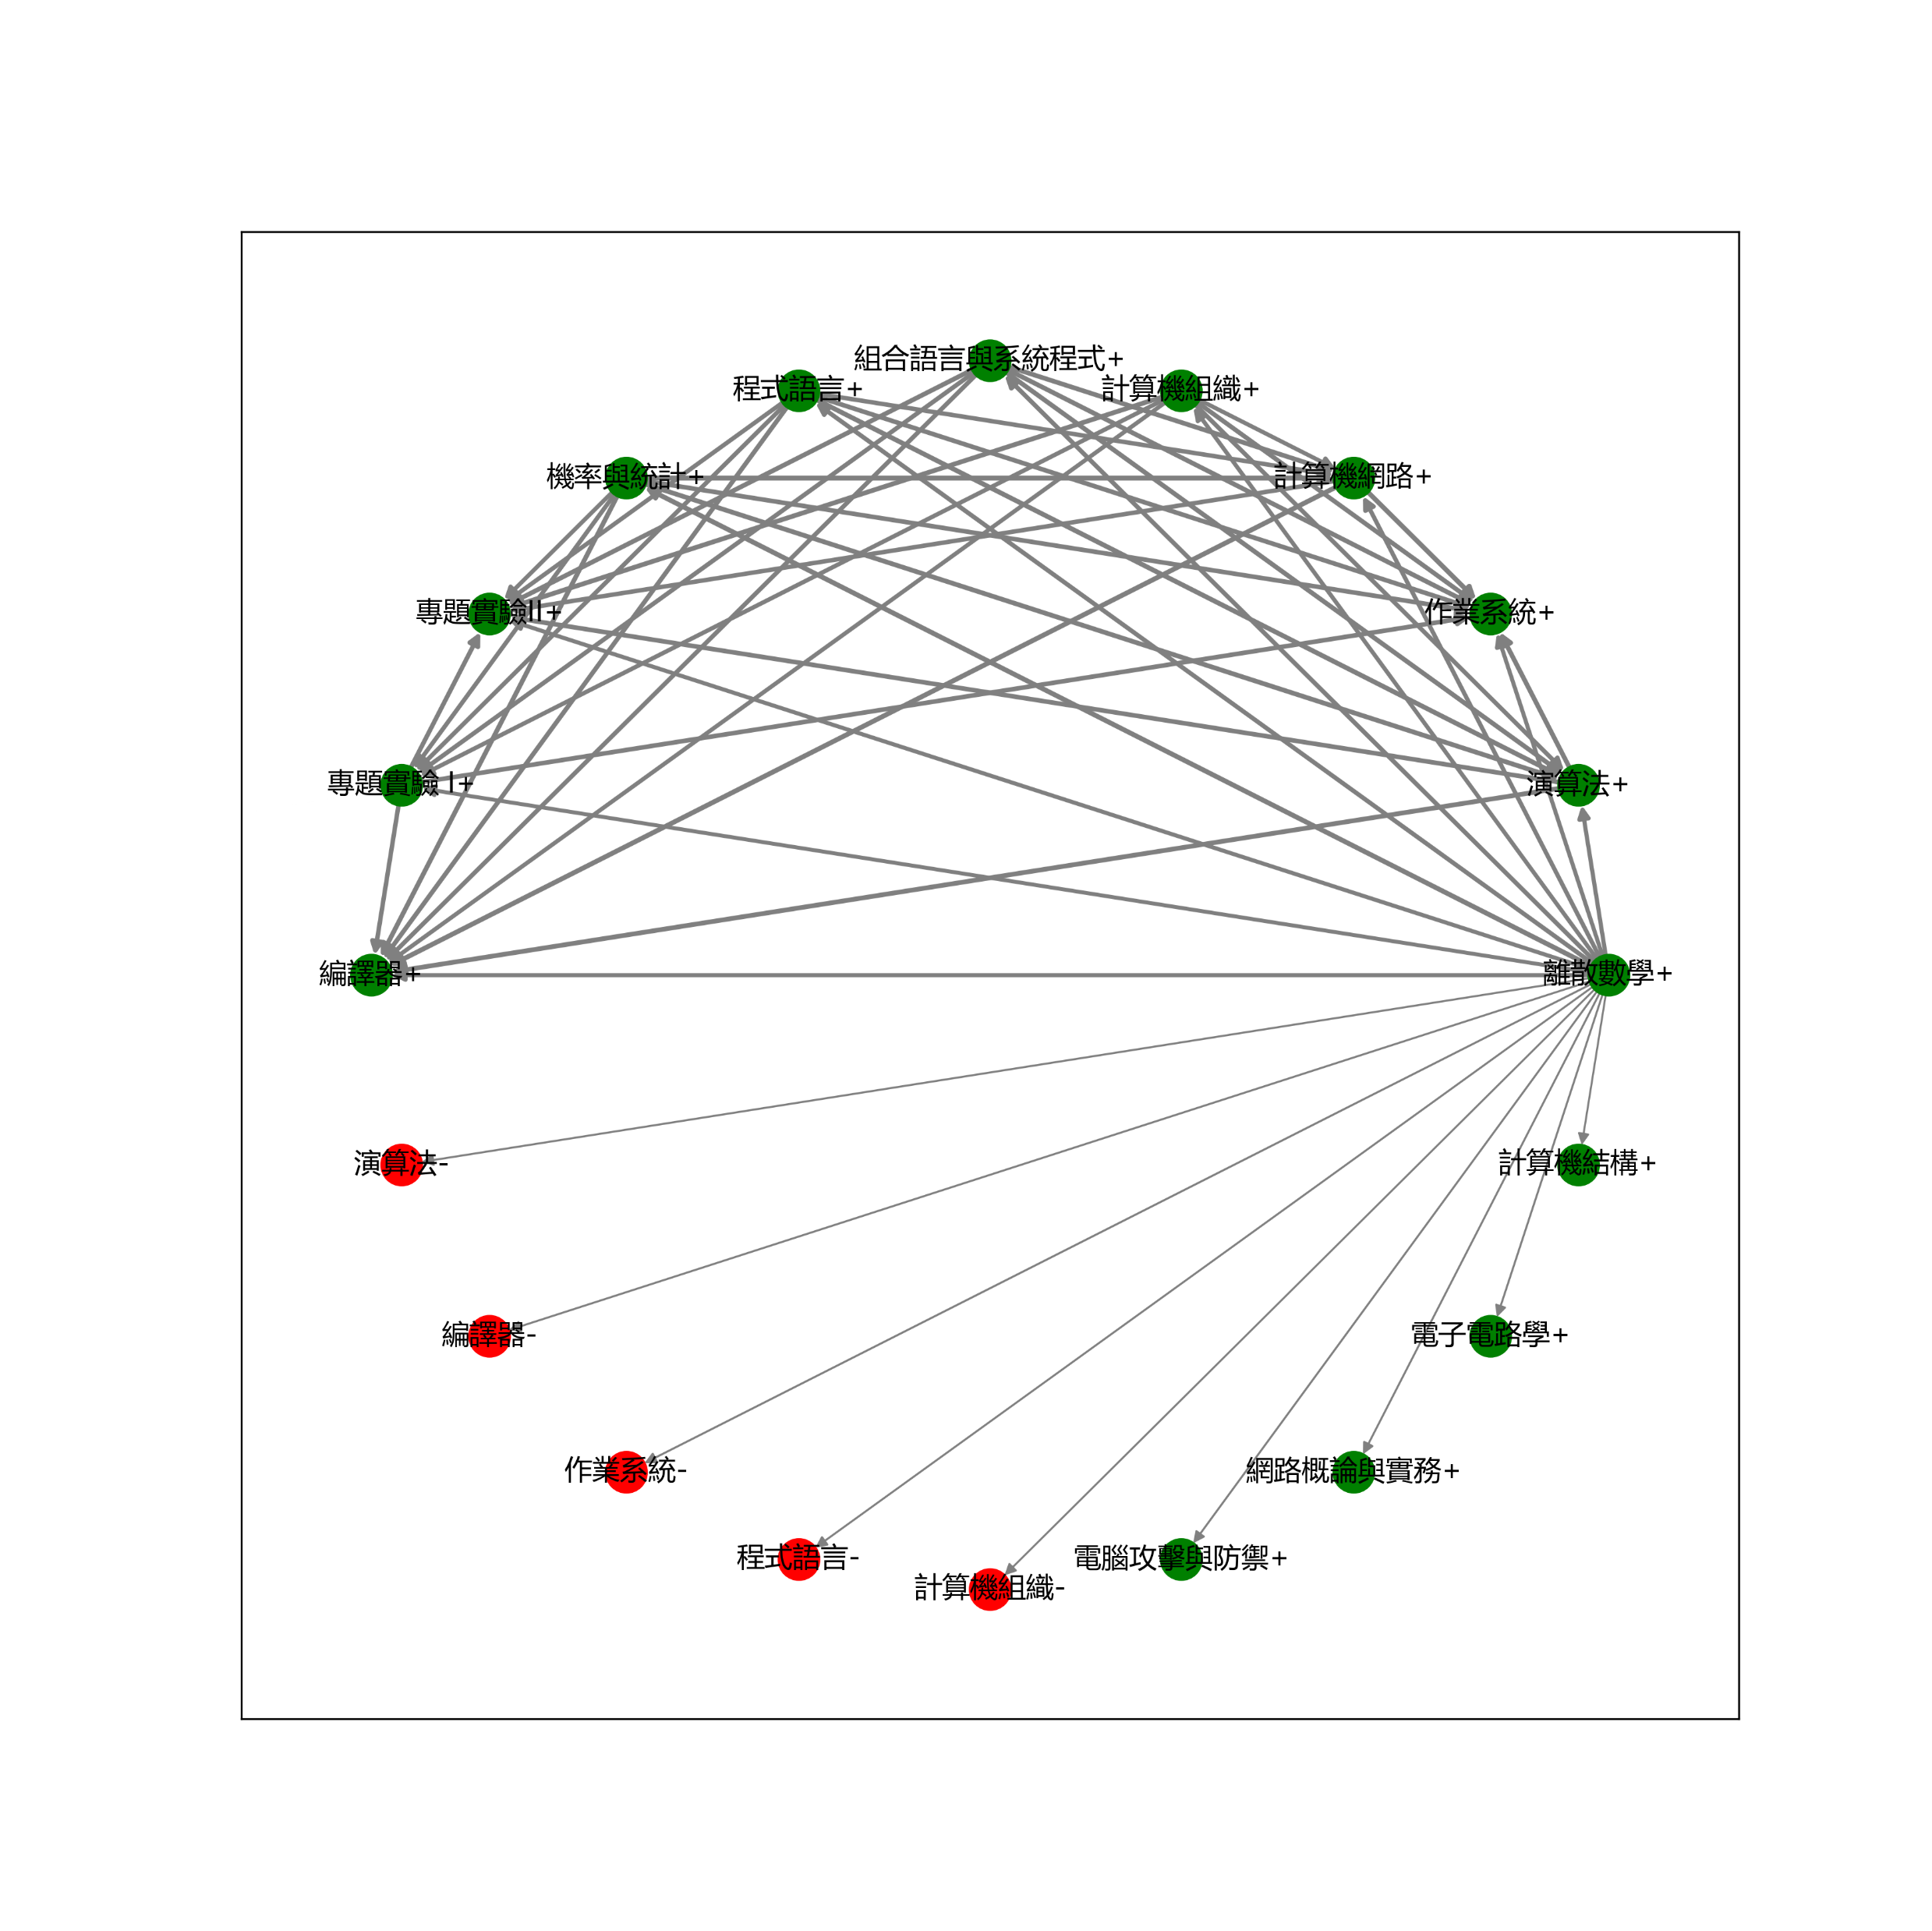 組合語言與系統程式+
程式語言+
計算機組織+
機率與統計+
計算機網路+
專題實驗II+
作業系統+
專題實驗 I+
演算法+
編譯器+
離散數學+
演算法-
計算機結構+
編譯器-
電子電路學+
作業系統-
網路概論與實務+
程式語言-
電腦攻擊與防禦+
計算機組織-